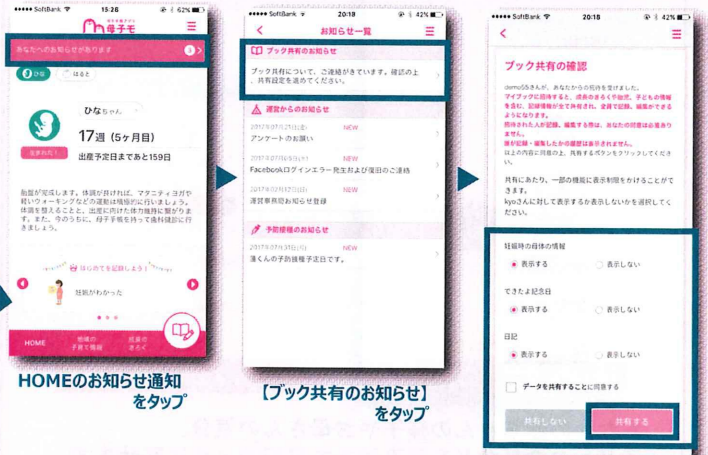 SoftBank 15:28 62%
母子モ
あなたへのお知らせがあります
ひな
はると
ひなちゃん
17週（5ヶ月目）
生まれた！
出産予定日まであと159日
胎盤が完成します。体調が良ければ、マタニティヨガや
軽いウォーキングなどの運動は積極的に行いましょう。
体調を整えることと、出産に向けた体力維持に繋がりま
す。また、今のうちに、母子手帳を持って歯科健診に行
きましょう。
はじめてを記録しよう！
妊娠がわかった
HOME
地域の
子育て情報
成長の
きろく
HOMEのお知らせ通知
をタップ
SoftBank 20:18 42%
お知らせ一覧
ブック共有のお知らせ
ブック共有について、ご連絡がきています。確認の上
、共有設定を進めてください。
運営からのお知らせ
NEW
アンケートのお願い
NEW
Facebookログインエラー発生および復旧のご連絡
NEW
運営事務局お知らせ登録
予防接種のお知らせ
NEW
蓮くんの予防接種予定日です。
【ブック共有のお知らせ】
をタップ
SoftBank 20:18 42%
ブック共有の確認
demo55さんが、あなたからの招待を受けました。
マイブックに招待すると、成長のきろくや胎児、子どもの情報
を含む、記録情報が全て共有され、全員で記録、編集ができる
ようになります。
招待された人が記録、編集する際は、あなたの同意は必要あり
ません。
誰が記録・編集したかの履歴は表示されません。
以上の内容に同意の上、共有するボタンをクリックしてくださ
い。
共有にあたり、一部の機能に表示制限をかけることがで
きます。
kyoさんに対して表示するか表示しないかを選択してく
ださい。
妊娠時の母体の情報
表示する 表示しない
できたよ記念日
表示する 表示しない
日記
表示する 表示しない
データを共有することに同意する
共有しない 共有する